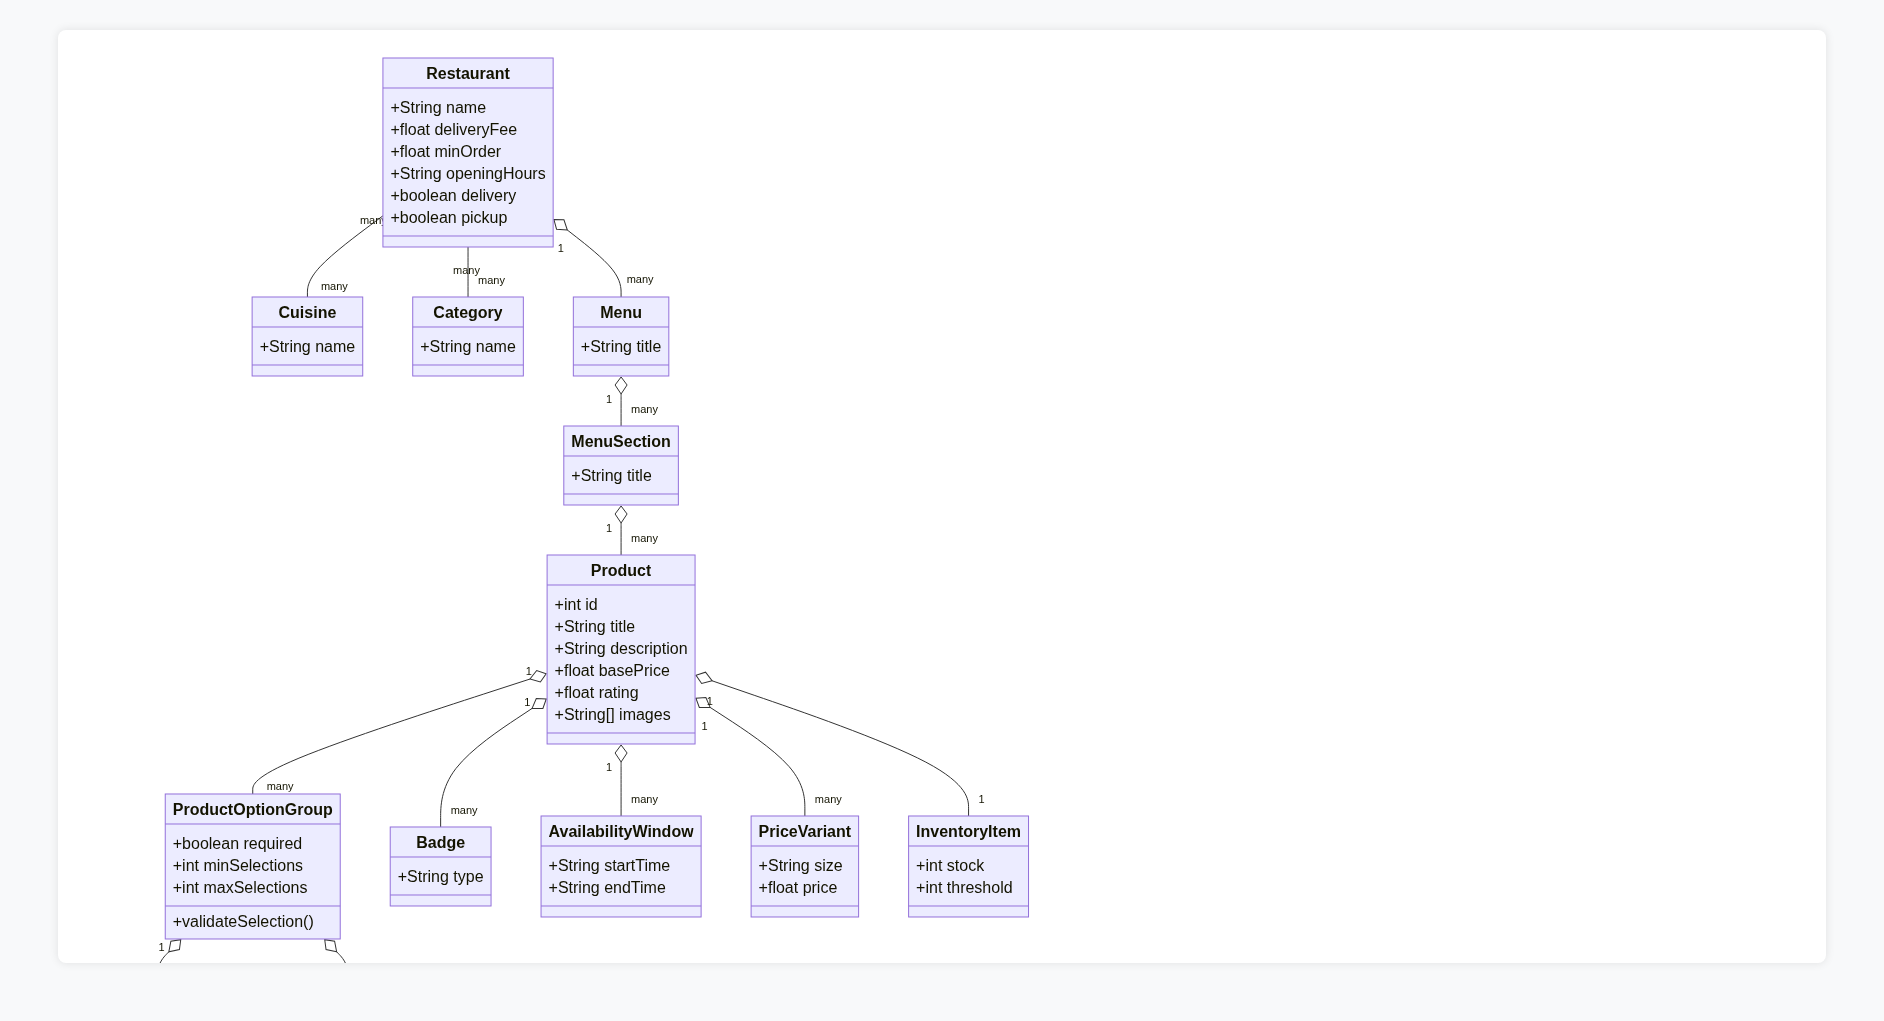 Restaurant
+String name
+float deliveryFee
+float minOrder
+String openingHours
+boolean delivery
+boolean pickup
many
1
many
many
many
many
Cuisine
+String name
Category
+String name
Menu
+String title
1
many
MenuSection
+String title
1
many
Product
+int id
+String title
+String description
+float basePrice
+float rating
+String[] images
1
1
1
1
1
many
many
many
many
1
ProductOptionGroup
+boolean required
+int minSelections
+int maxSelections
+validateSelection()
Badge
+String type
AvailabilityWindow
+String startTime
+String endTime
PriceVariant
+String size
+float price
InventoryItem
+int stock
+int threshold
1